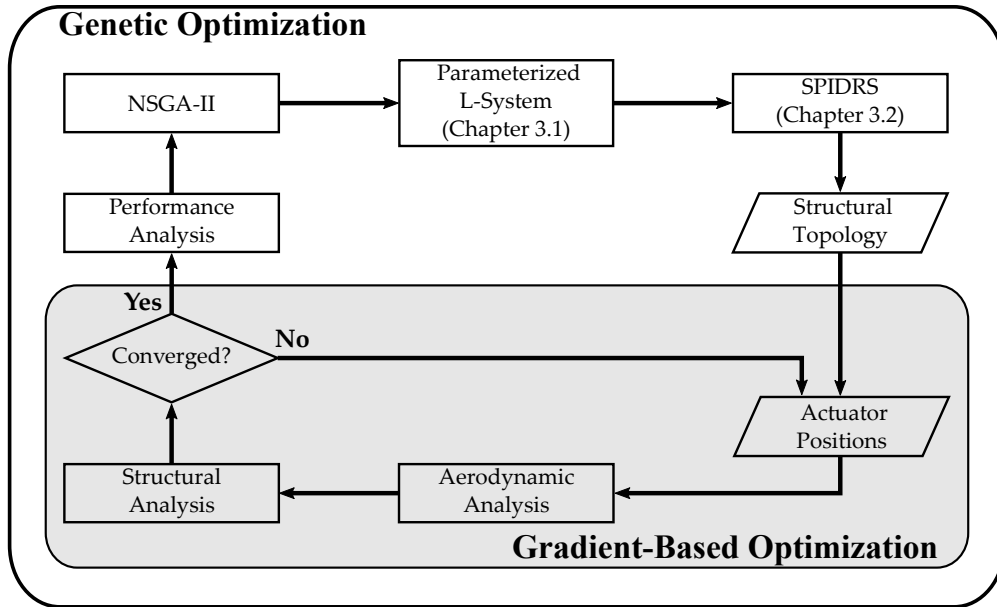 Genetic Optimization
NSGA-II
Parameterized
L-System
(Chapter 3.1)
SPIDRS
(Chapter 3.2)
Performance
Analysis
Structural
Topology
Yes
Converged?
No
Actuator
Positions
Structural
Analysis
Aerodynamic
Analysis
Gradient-Based Optimization